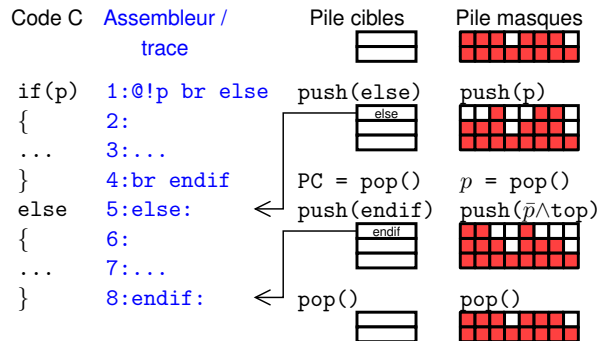 Code C Assembleur / Pile cibles Pile masques
trace
if(p) 1:@!p br else push(else) push(p)
{ 2: else
... 3:...
} 4:br endif PC = pop() p = pop()
else 5:else: push(endif) push(p̄∧top)
{ 6: endif
... 7:...
} 8:endif: pop() pop()